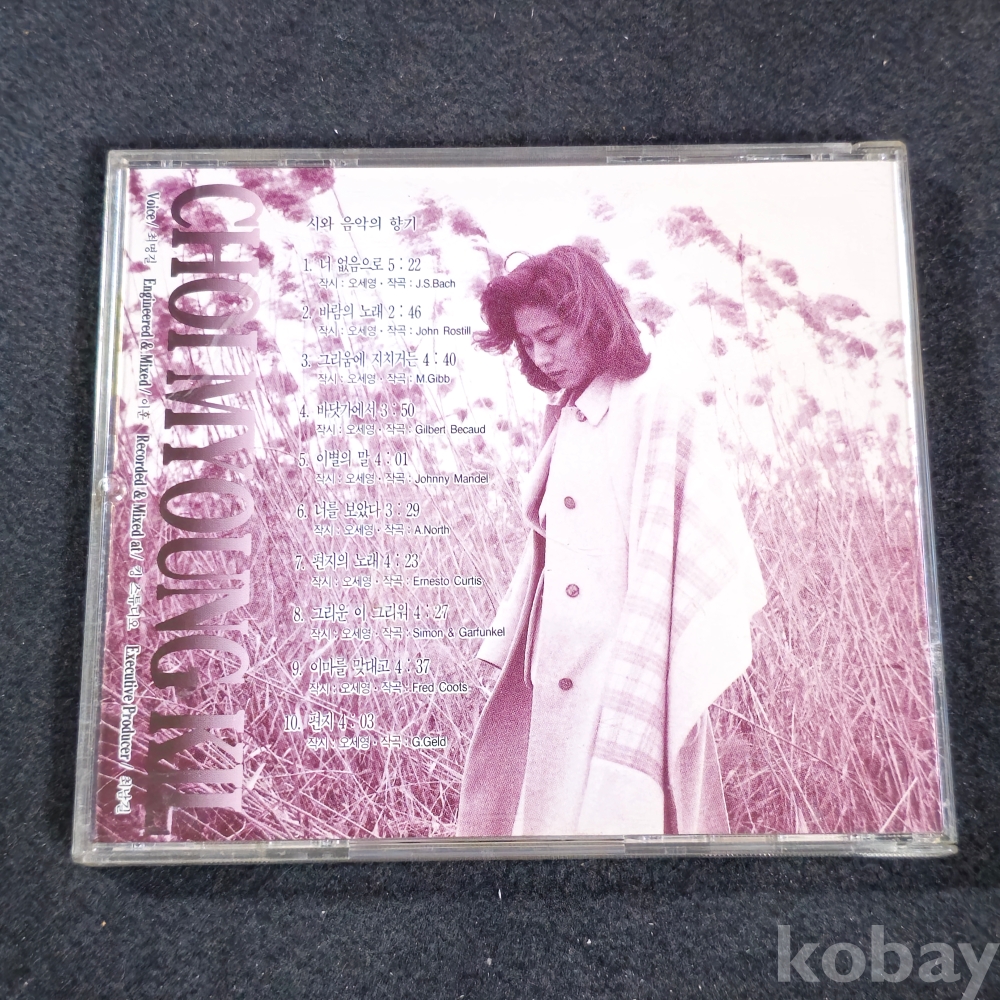 CHOI MYOUNG KIL
Voice // 최명길 Engineered & Mixed // 이훈 Recorded & Mixed at // 스튜디오 Executive Producer / 최명길
시와 음악의 향기
1. 너 없음으로 5 : 22
작시 : 오세영 · 작곡 : J.S.Bach
2. 바람의 노래 2 : 46
작시 : 오세영 · 작곡 : John Rostill
3. 그리움에 지치거든 4 : 40
작시 : 오세영 · 작곡 : M.Gibb
4. 바닷가에서 3 : 50
작시 : 오세영 · 작곡 : Gilbert Becaud
5. 이별의 말 4 : 01
작시 : 오세영 · 작곡 : Johnny Mandel
6. 너를 보았다 3 : 29
작시 : 오세영 · 작곡 : A.North
7. 편지의 노래 4 : 23
작시 : 오세영 · 작곡 : Ernesto Curtis
8. 그리운 이 그리워 4 : 27
작시 : 오세영 · 작곡 : Simon & Garfunkel
9. 이마를 맞대고 4 : 37
작시 : 오세영 · 작곡 : Fred Coots
10. 편지 4 : 03
작시 : 오세영 · 작곡 : G.Geld
kobay